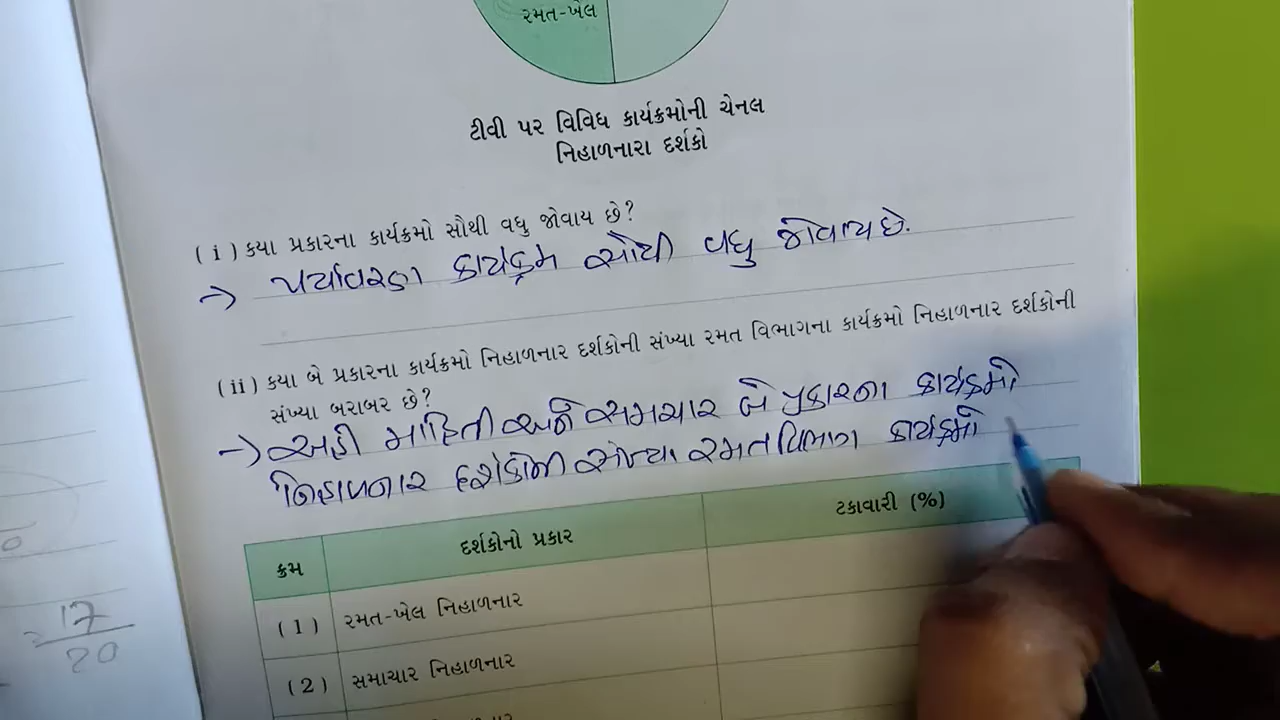 રમત-ખેલ
ટીવી પર વિવિધ કાર્યક્રમોની ચેનલ
નિહાળનારા દર્શકો
(i) કયા પ્રકારના કાર્યક્રમો સૌથી વધુ જોવાય છે?
→ પર્યાવરણ કાર્યક્રમ સૌથી વધુ જોવાય છે.
(ii) કયા બે પ્રકારના કાર્યક્રમો નિહાળનાર દર્શકોની સંખ્યા રમત વિભાગના કાર્યક્રમો નિહાળનાર દર્શકોની
સંખ્યા બરાબર છે?
→ અહી માહિતી અને સમચાર બે પ્રકારના કાર્યક્રમો
નિહાળનાર દર્શકોની સંખ્યા રમત વિભાગ કાર્યક્રમો
ક્રમ દર્શકોનો પ્રકાર ટકાવારી (%)
(1) રમત-ખેલ નિહાળનાર
(2) સમાચાર નિહાળનાર
= 17
20